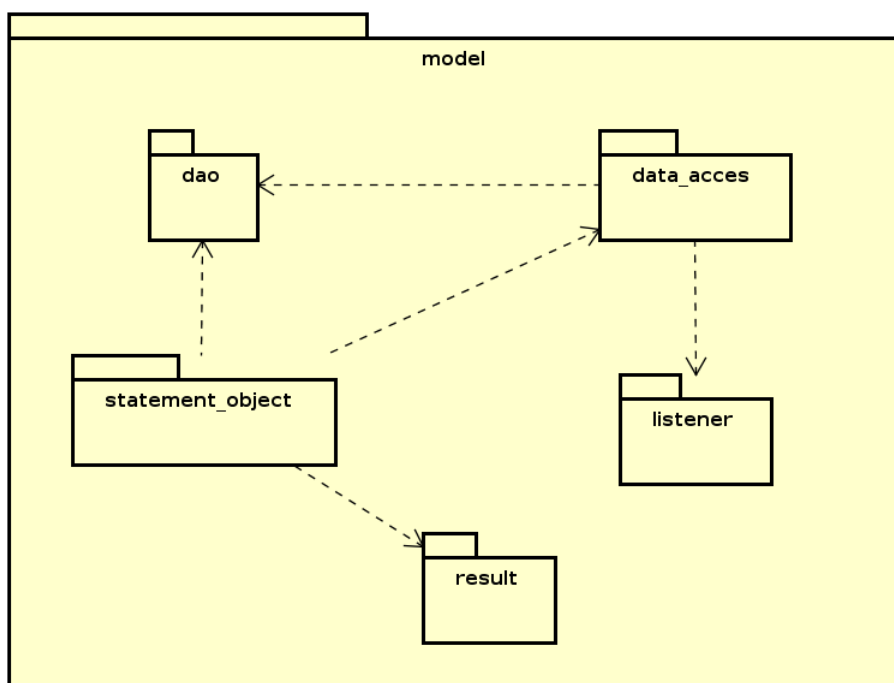 model
dao
data_acces
statement_object
listener
result